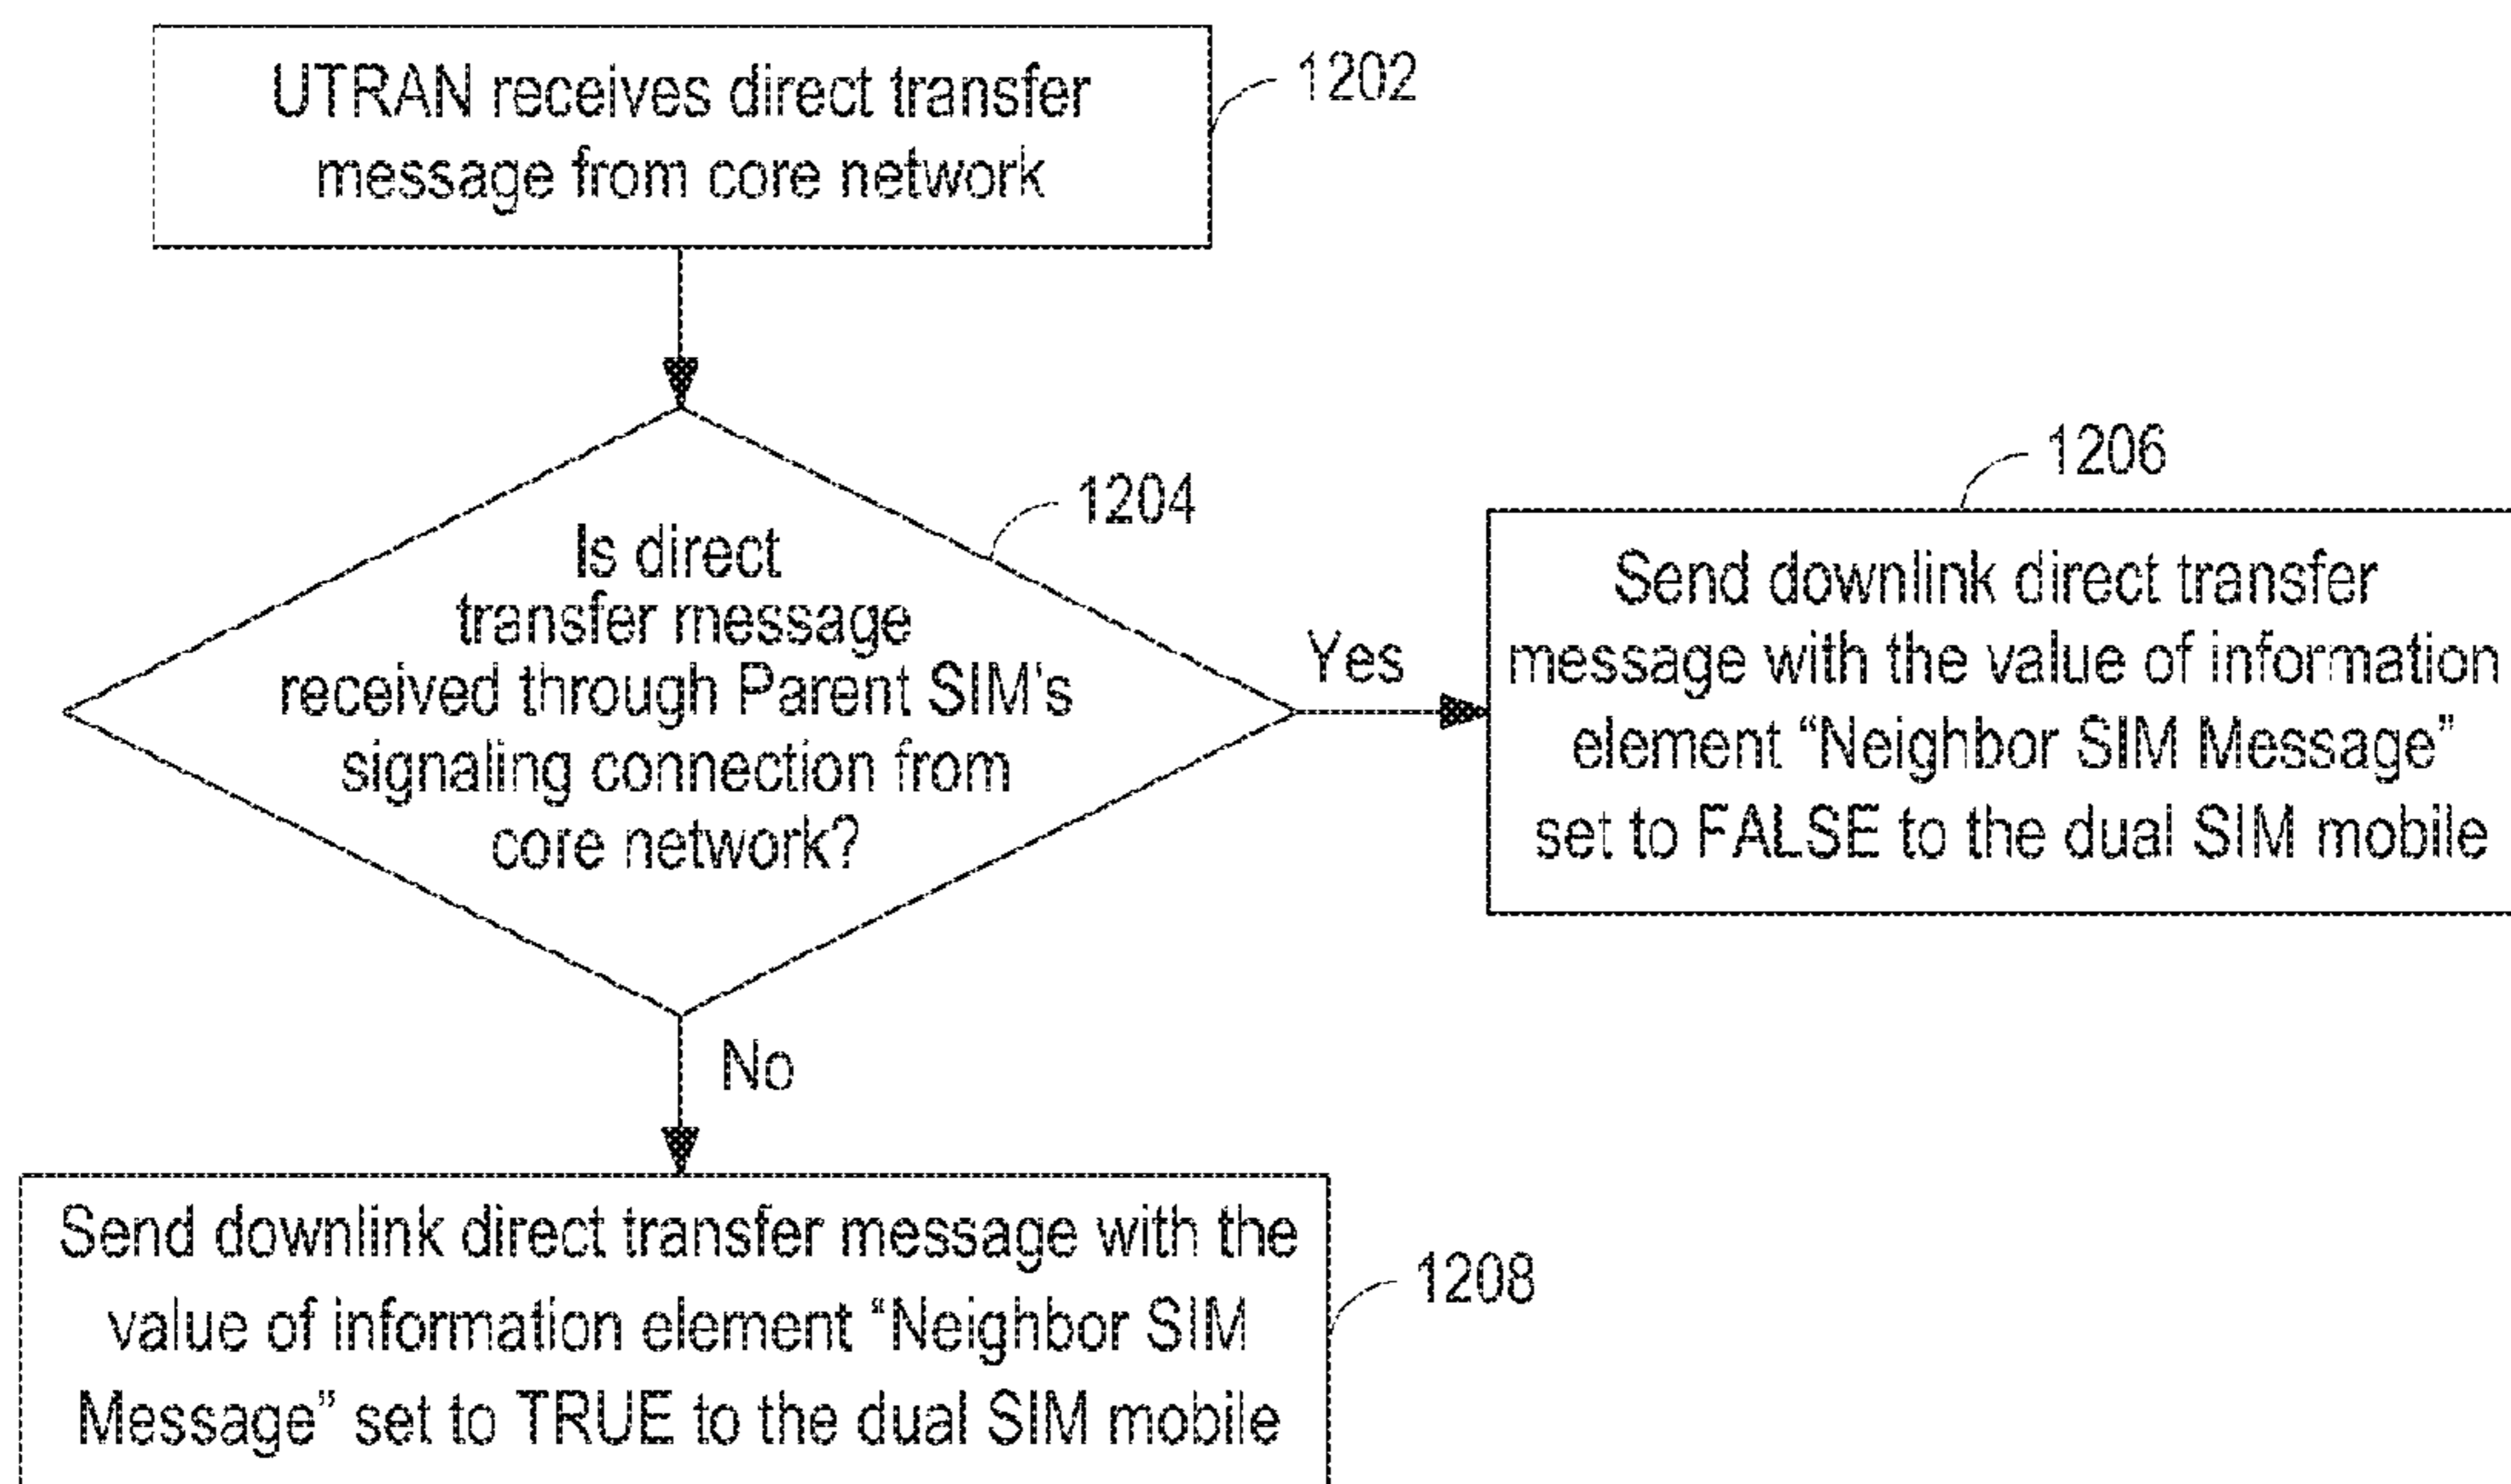 UTRAN receives direct transfer
message from core network
1202
1204
Is direct
transfer message
received through Parent SIM's
signaling connection from
core network?
Yes
1206
Send downlink direct transfer
message with the value of information
element “Neighbor SIM Message”
set to FALSE to the dual SIM mobile
No
Send downlink direct transfer message with the
value of information element “Neighbor SIM
Message” set to TRUE to the dual SIM mobile
1208